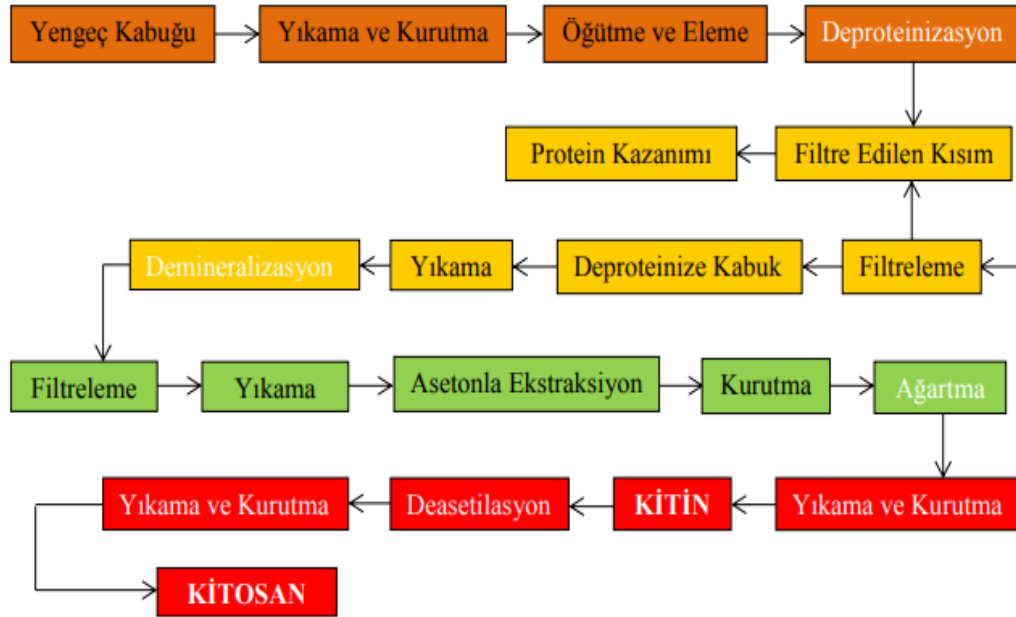 Yengeç Kabuğu
Yıkama ve Kurutma
Öğütme ve Eleme
Deproteinizasyon
Protein Kazanımı
Filtre Edilen Kısım
Demineralizasyon
Yıkama
Deproteinize Kabuk
Filtreleme
Filtreleme
Yıkama
Asetonla Ekstraksiyon
Kurutma
Ağartma
Yıkama ve Kurutma
Deasetilasyon
KİTİN
Yıkama ve Kurutma
KİTOSAN